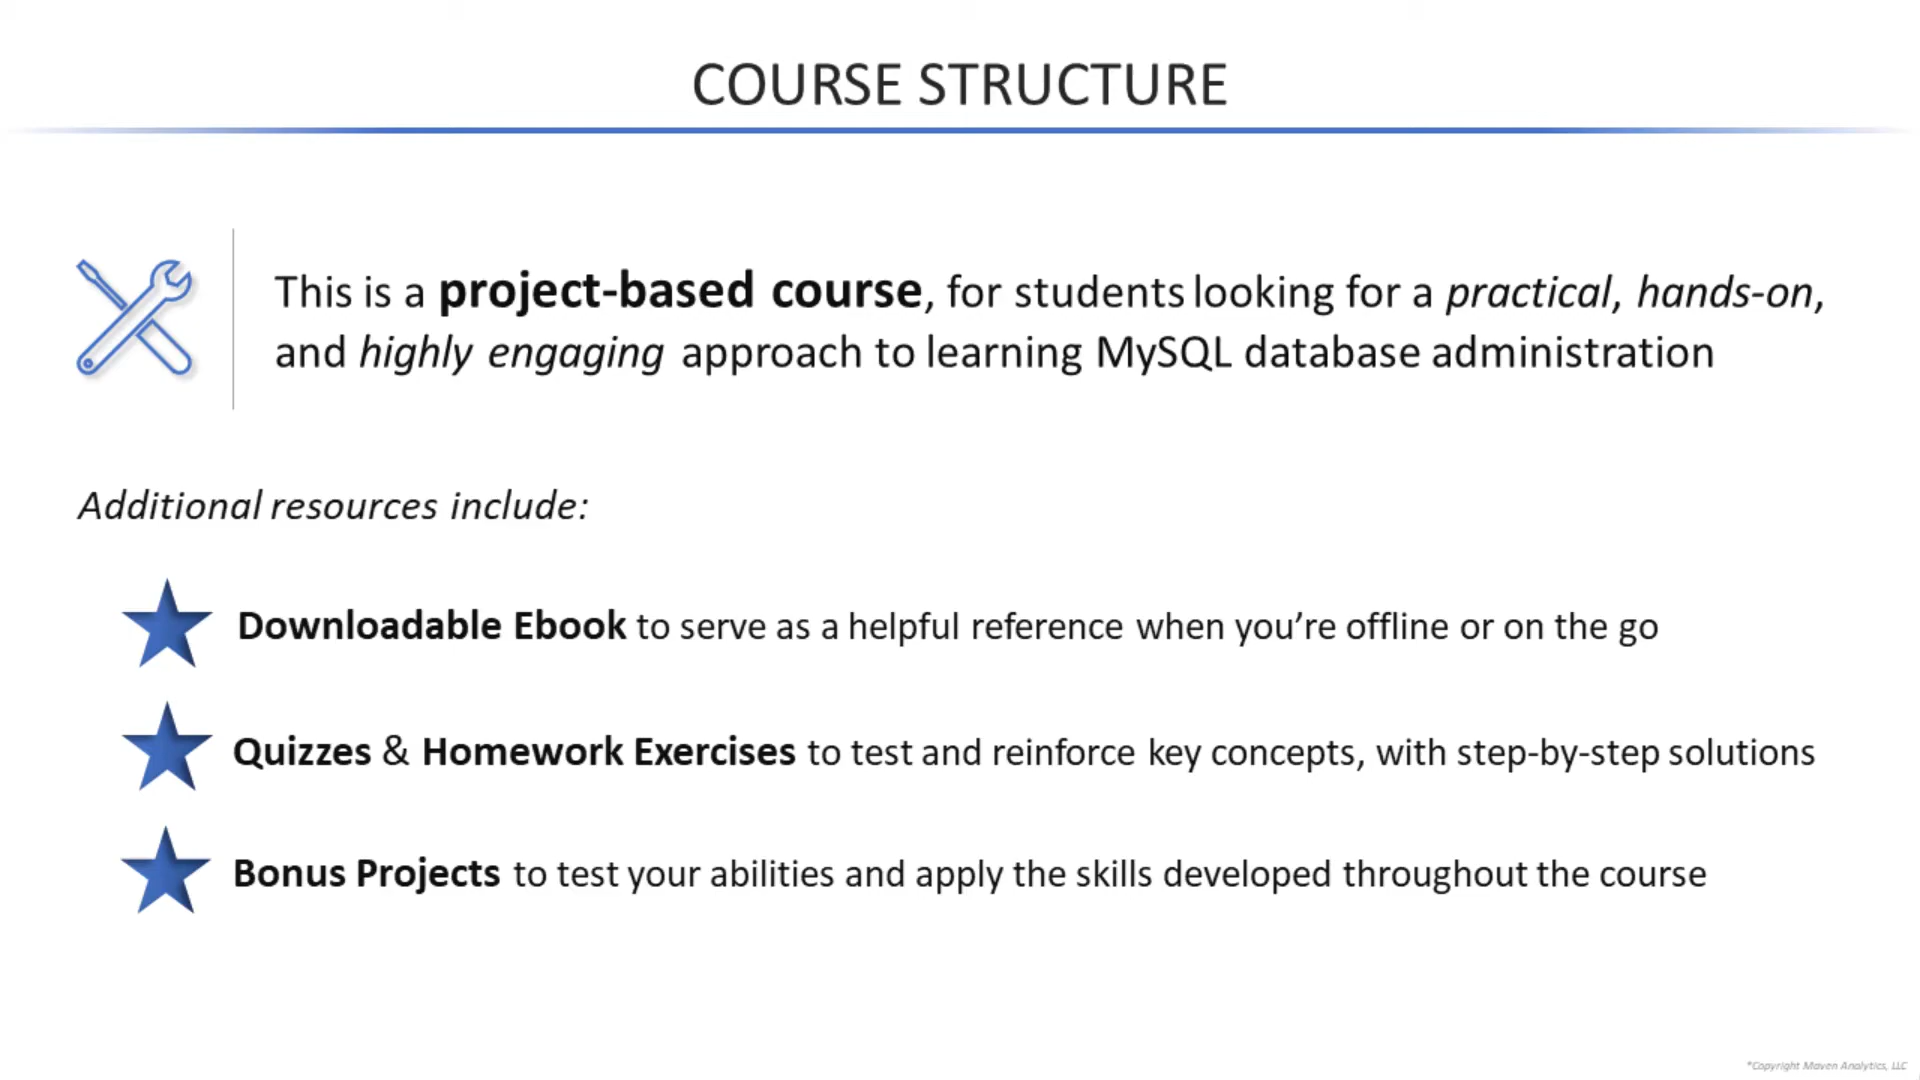 COURSE STRUCTURE
This is a project-based course, for students looking for a practical, hands-on,
and highly engaging approach to learning MySQL database administration
Additional resources include:
Downloadable Ebook to serve as a helpful reference when you’re offline or on the go
Quizzes & Homework Exercises to test and reinforce key concepts, with step-by-step solutions
Bonus Projects to test your abilities and apply the skills developed throughout the course
*Copyright Maven Analytics, LLC